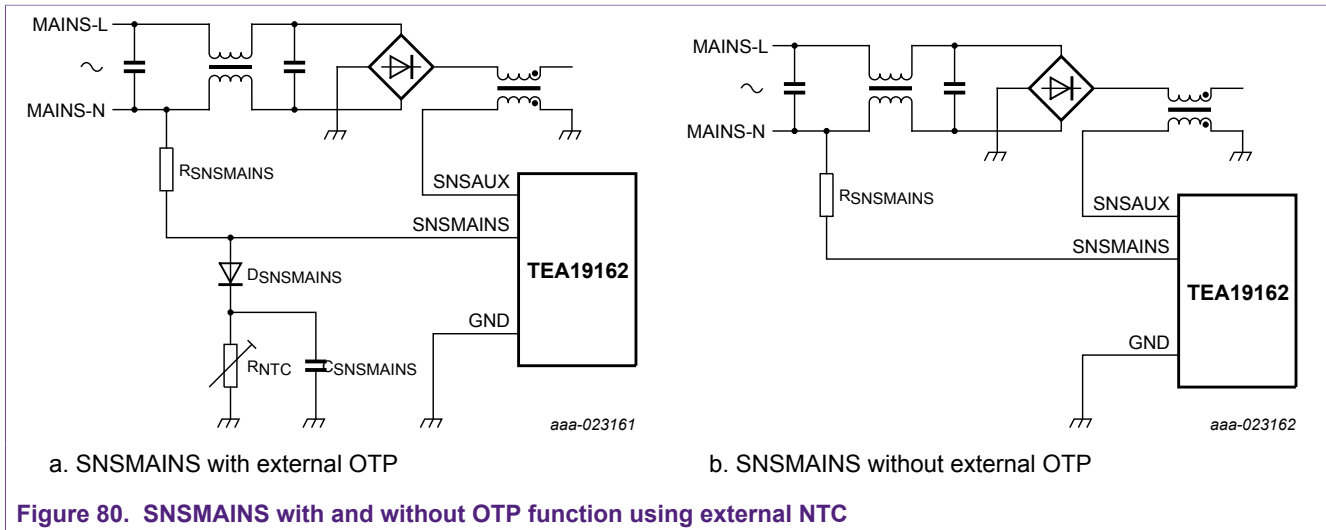 MAINS-L
MAINS-N
RSNSMAINS
SNSAUX
SNSMAINS
DSNSMAINS
TEA19162
GND
RNTC
CSNSMAINS
aaa-023161
a. SNSMAINS with external OTP
MAINS-L
MAINS-N
RSNSMAINS
SNSAUX
SNSMAINS
TEA19162
GND
aaa-023162
b. SNSMAINS without external OTP
Figure 80. SNSMAINS with and without OTP function using external NTC